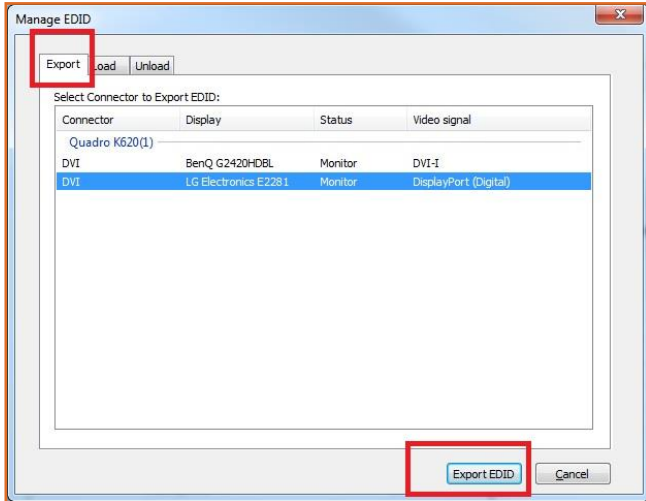 Manage EDID
Export Load Unload
Select Connector to Export EDID:
Connector Display Status Video signal
Quadro K620(1)
DVI BenQ G2420HDBL Monitor DVI-I
DVI LG Electronics E2281 Monitor DisplayPort (Digital)
Export EDID Cancel